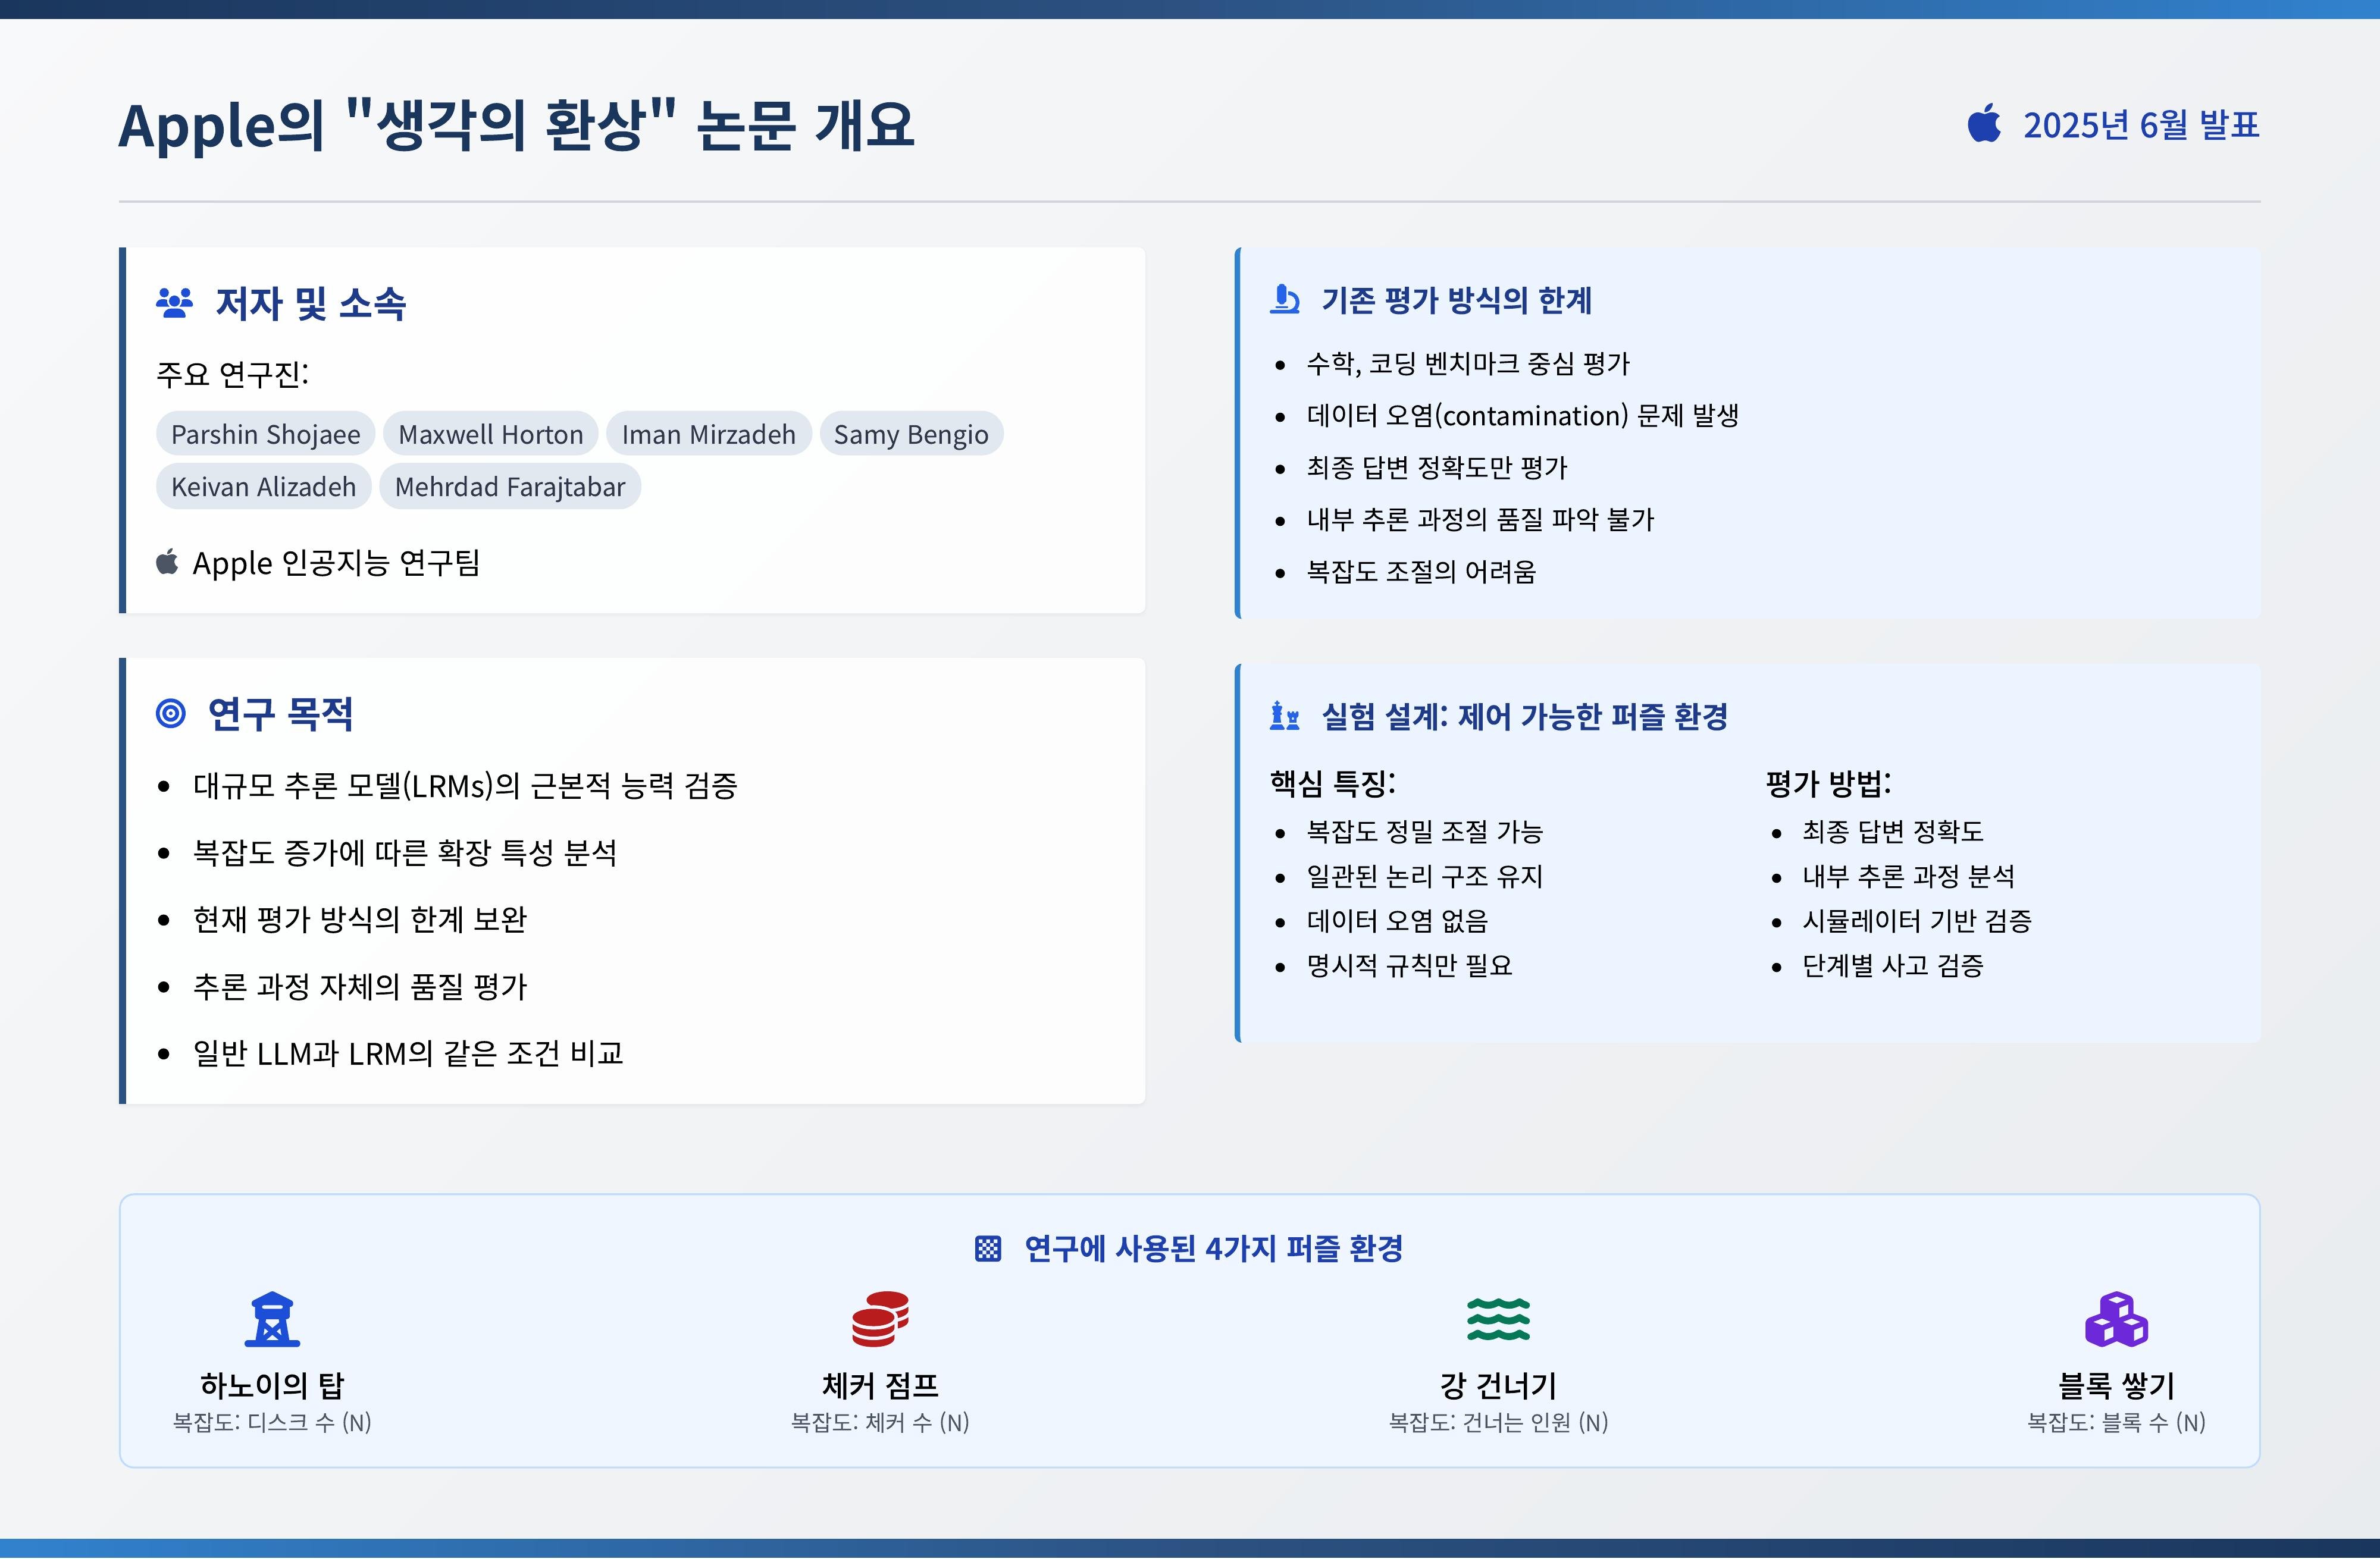 Apple의 "생각의 환상" 논문 개요
2025년 6월 발표
저자 및 소속
주요 연구진:
Parshin Shojaee Maxwell Horton Iman Mirzadeh Samy Bengio
Keivan Alizadeh Mehrdad Farajtabar
Apple 인공지능 연구팀
연구 목적
대규모 추론 모델(LRMs)의 근본적 능력 검증
복잡도 증가에 따른 확장 특성 분석
현재 평가 방식의 한계 보완
추론 과정 자체의 품질 평가
일반 LLM과 LRM의 같은 조건 비교
기존 평가 방식의 한계
수학, 코딩 벤치마크 중심 평가
데이터 오염(contamination) 문제 발생
최종 답변 정확도만 평가
내부 추론 과정의 품질 파악 불가
복잡도 조절의 어려움
실험 설계: 제어 가능한 퍼즐 환경
핵심 특징:
복잡도 정밀 조절 가능
일관된 논리 구조 유지
데이터 오염 없음
명시적 규칙만 필요
평가 방법:
최종 답변 정확도
내부 추론 과정 분석
시뮬레이터 기반 검증
단계별 사고 검증
연구에 사용된 4가지 퍼즐 환경
하노이의 탑
복잡도: 디스크 수 (N)
체커 점프
복잡도: 체커 수 (N)
강 건너기
복잡도: 건너는 인원 (N)
블록 쌓기
복잡도: 블록 수 (N)